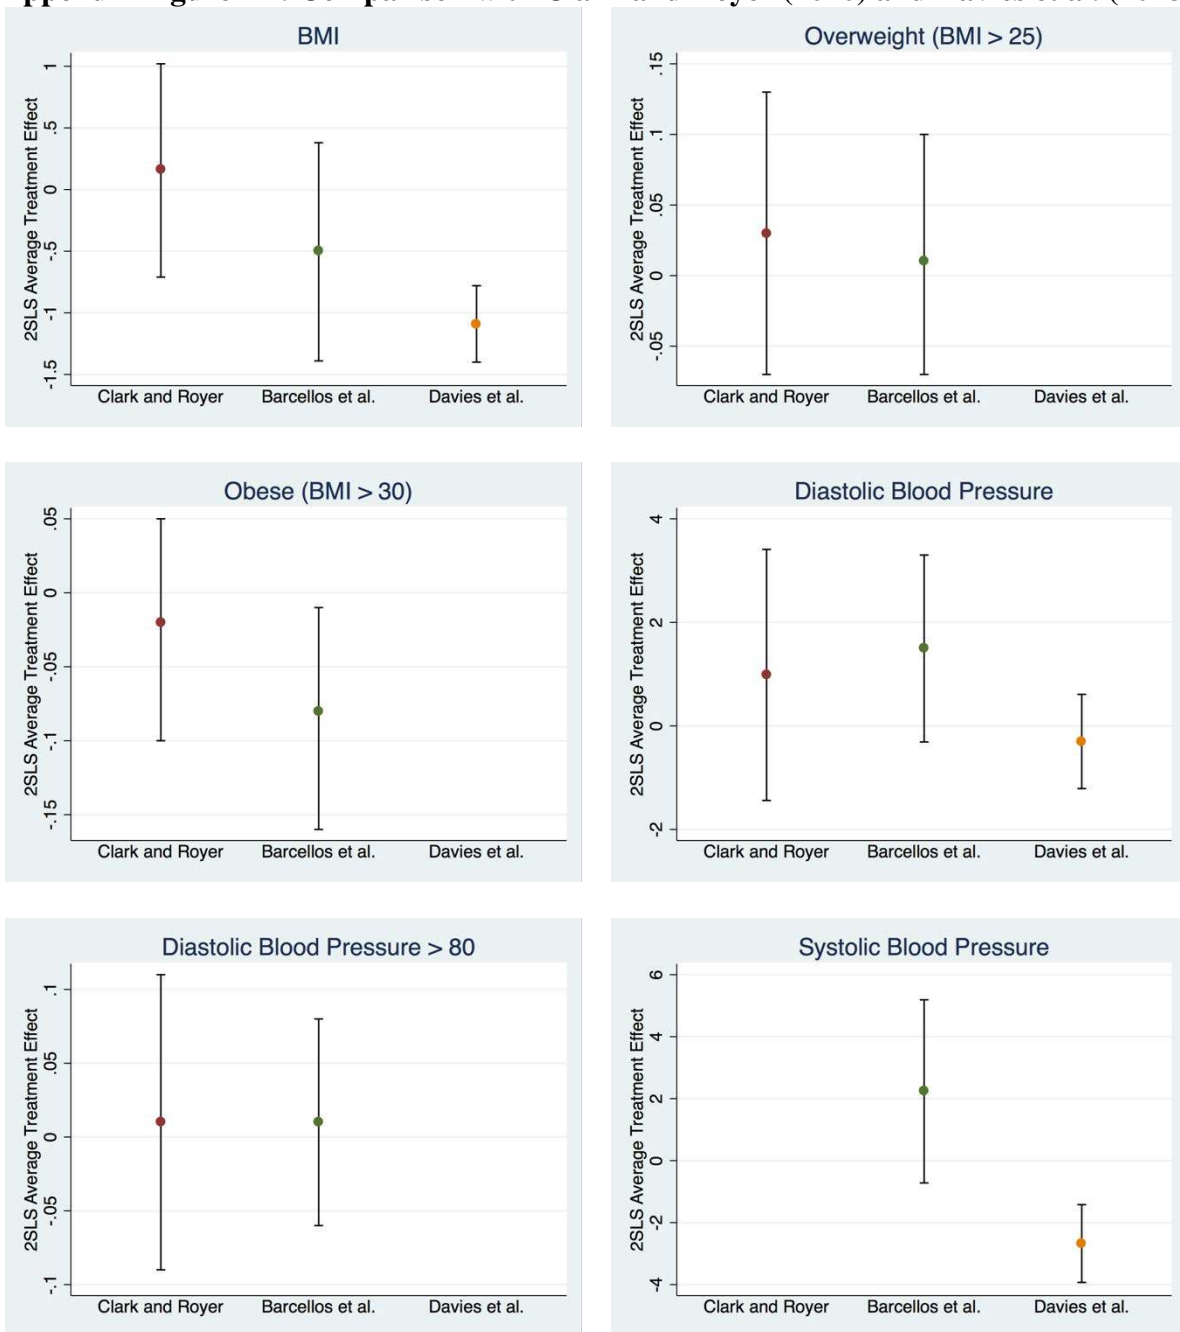 BMI
2SLS Average Treatment Effect
1
.5
0
-.5
-1
-1.5
Clark and Royer Barcellos et al. Davies et al.
Overweight (BMI > 25)
2SLS Average Treatment Effect
.15
.1
.05
0
-.05
Clark and Royer Barcellos et al. Davies et al.
Obese (BMI > 30)
2SLS Average Treatment Effect
.05
0
-.05
-.1
-.15
Clark and Royer Barcellos et al. Davies et al.
Diastolic Blood Pressure
2SLS Average Treatment Effect
4
2
0
-2
Clark and Royer Barcellos et al. Davies et al.
Diastolic Blood Pressure > 80
2SLS Average Treatment Effect
.1
.05
0
-.05
-.1
Clark and Royer Barcellos et al. Davies et al.
Systolic Blood Pressure
2SLS Average Treatment Effect
6
4
2
0
-2
-4
Clark and Royer Barcellos et al. Davies et al.